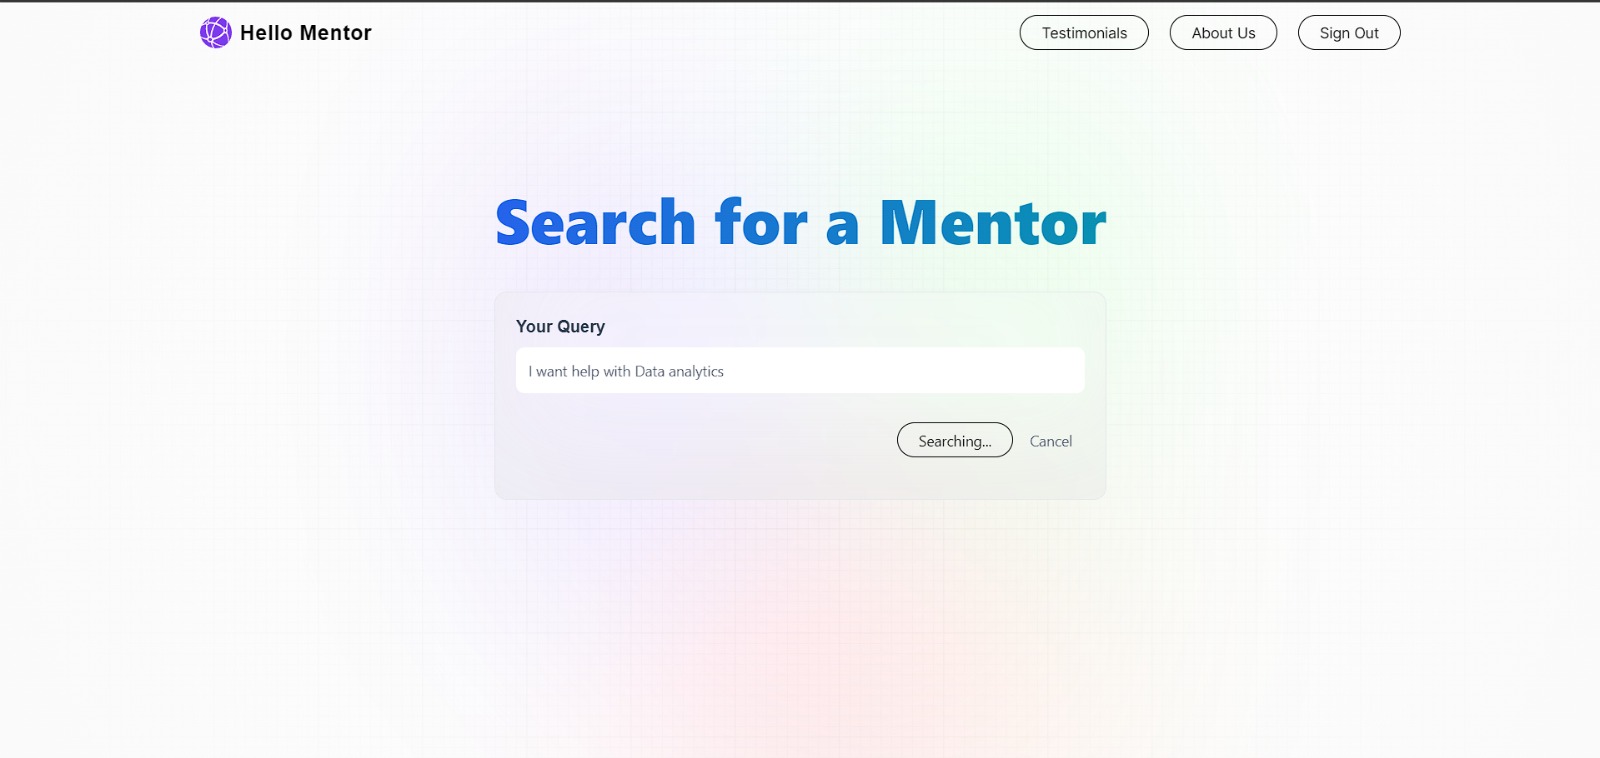 Hello Mentor
Testimonials
About Us
Sign Out
Search for a Mentor
Your Query
I want help with Data analytics
Searching...
Cancel